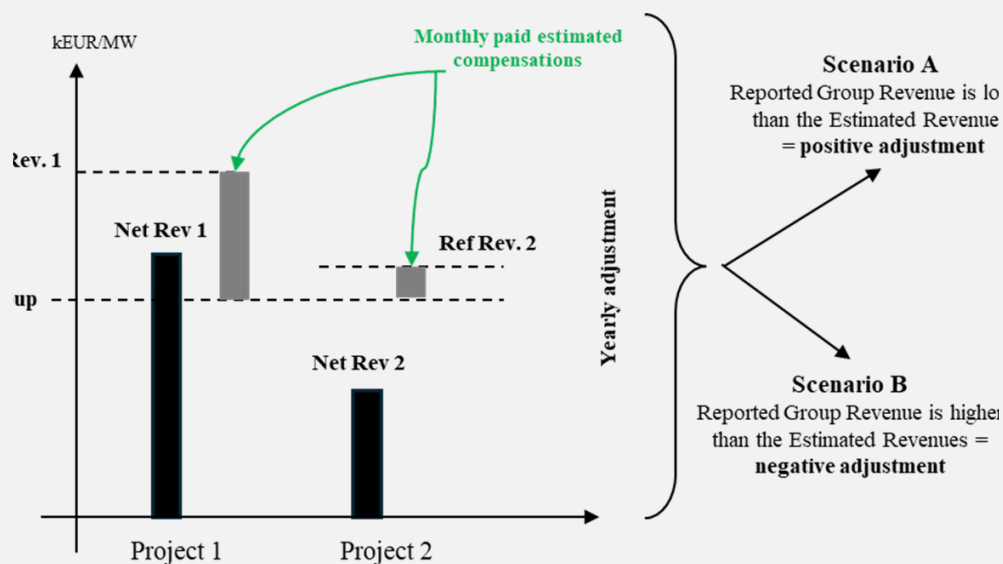 kEUR/MW
Monthly paid estimated
compensations
Rev. 1
Net Rev 1
Ref Rev. 2
up
Net Rev 2
Project 1
Project 2
Yearly adjustment
Scenario A
Reported Group Revenue is lo
than the Estimated Revenue
= positive adjustment
Scenario B
Reported Group Revenue is higher
than the Estimated Revenues =
negative adjustment